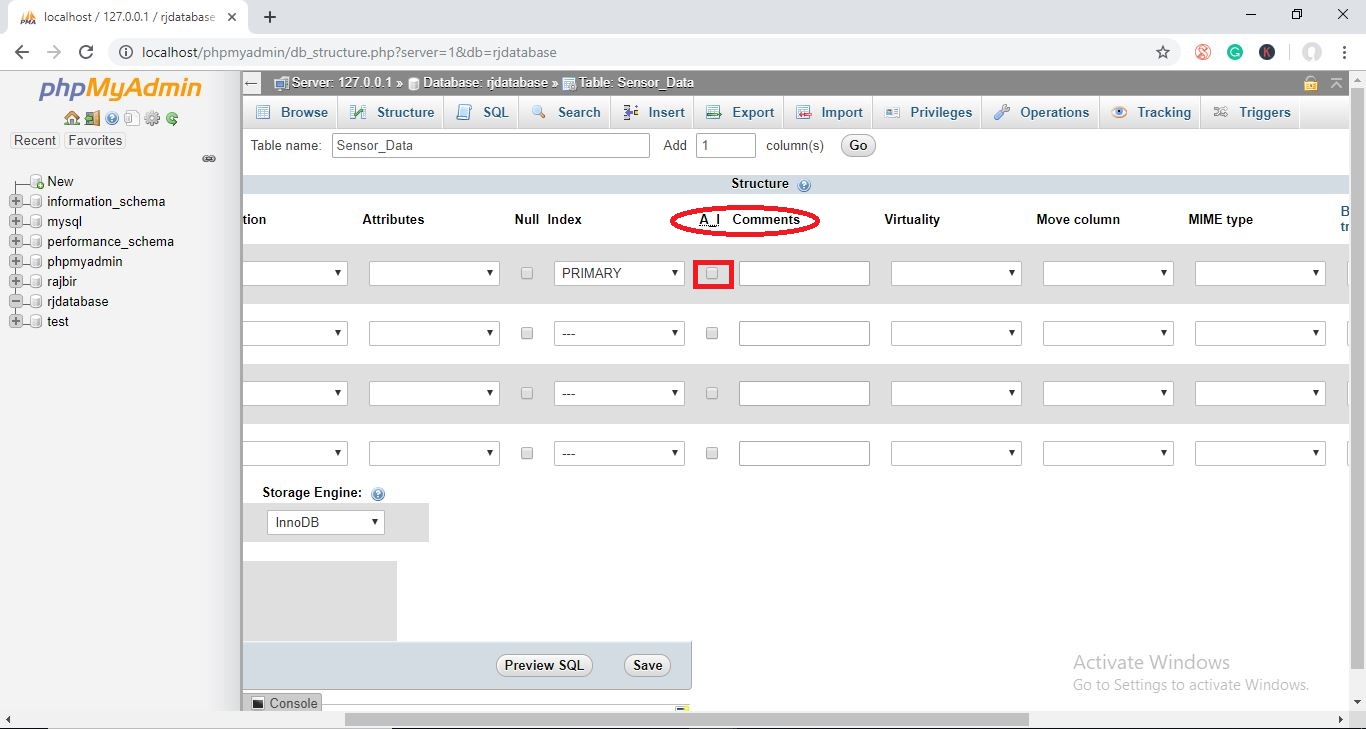 localhost / 127.0.0.1 / rjdatabase
localhost/phpmyadmin/db_structure.php?server=1&db=rjdatabase
phpMyAdmin
Recent Favorites
New
information_schema
mysql
performance_schema
phpmyadmin
rajbir
rjdatabase
test
Server: 127.0.0.1 » Database: rjdatabase » Table: Sensor_Data
Browse Structure SQL Search Insert Export Import Privileges Operations Tracking Triggers
Table name: Sensor_Data Add 1 column(s) Go
Structure
tion Attributes Null Index A_I Comments Virtuality Move column MIME type
PRIMARY
---
---
---
Storage Engine:
InnoDB
Preview SQL Save
Console
Activate Windows
Go to Settings to activate Windows.